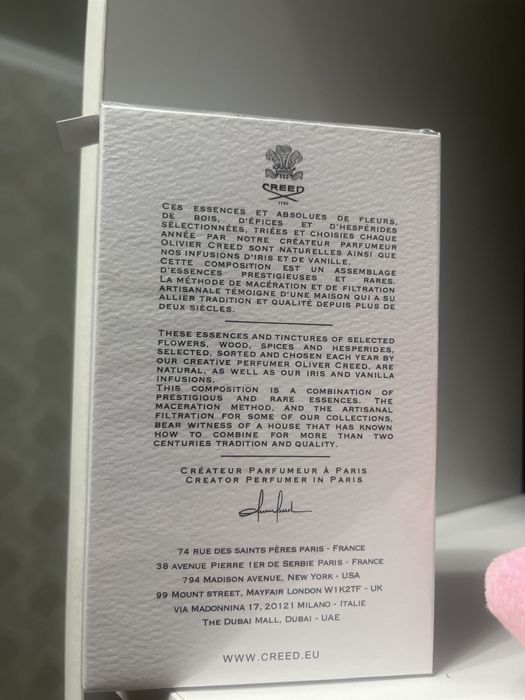 CREED
1760
CES ESSENCES ET ABSOLUES DE FLEURS,
DE BOIS, D'ÉPICES ET D'HESPÉRIDES
SÉLECTIONNÉES, TRIÉES ET CHOISIES CHAQUE
ANNÉE PAR NOTRE CRÉATEUR PARFUMEUR
OLIVIER CREED SONT NATURELLES AINSI QUE
NOS INFUSIONS D'IRIS ET DE VANILLE.
CETTE COMPOSITION EST UN ASSEMBLAGE
D'ESSENCES PRESTIGIEUSES ET RARES.
LA MÉTHODE DE MACÉRATION ET DE FILTRATION
ARTISANALE TÉMOIGNE D'UNE MAISON QUI A SU
ALLIER TRADITION ET QUALITÉ DEPUIS PLUS DE
DEUX SIÈCLES.
THESE ESSENCES AND TINCTURES OF SELECTED
FLOWERS, WOOD, SPICES AND HESPERIDES,
SELECTED, SORTED AND CHOSEN EACH YEAR BY
OUR CREATIVE PERFUMER OLIVER CREED, ARE
NATURAL, AS WELL AS OUR IRIS AND VANILLA
INFUSIONS.
THIS COMPOSITION IS A COMBINATION OF
PRESTIGIOUS AND RARE ESSENCES. THE
MACERATION METHOD, AND THE ARTISANAL
FILTRATION FOR SOME OF OUR COLLECTIONS,
BEAR WITNESS OF A HOUSE THAT HAS KNOWN
HOW TO COMBINE FOR MORE THAN TWO
CENTURIES TRADITION AND QUALITY.
CRÉATEUR PARFUMEUR À PARIS
CREATOR PERFUMER IN PARIS
74 RUE DES SAINTS PÈRES PARIS - FRANCE
38 AVENUE PIERRE 1ER DE SERBIE PARIS - FRANCE
794 MADISON AVENUE, NEW YORK - USA
99 MOUNT STREET, MAYFAIR LONDON W1K2TF - UK
VIA MADONNINA 17, 20121 MILANO - ITALIE
THE DUBAI MALL, DUBAI - UAE
WWW.CREED.EU